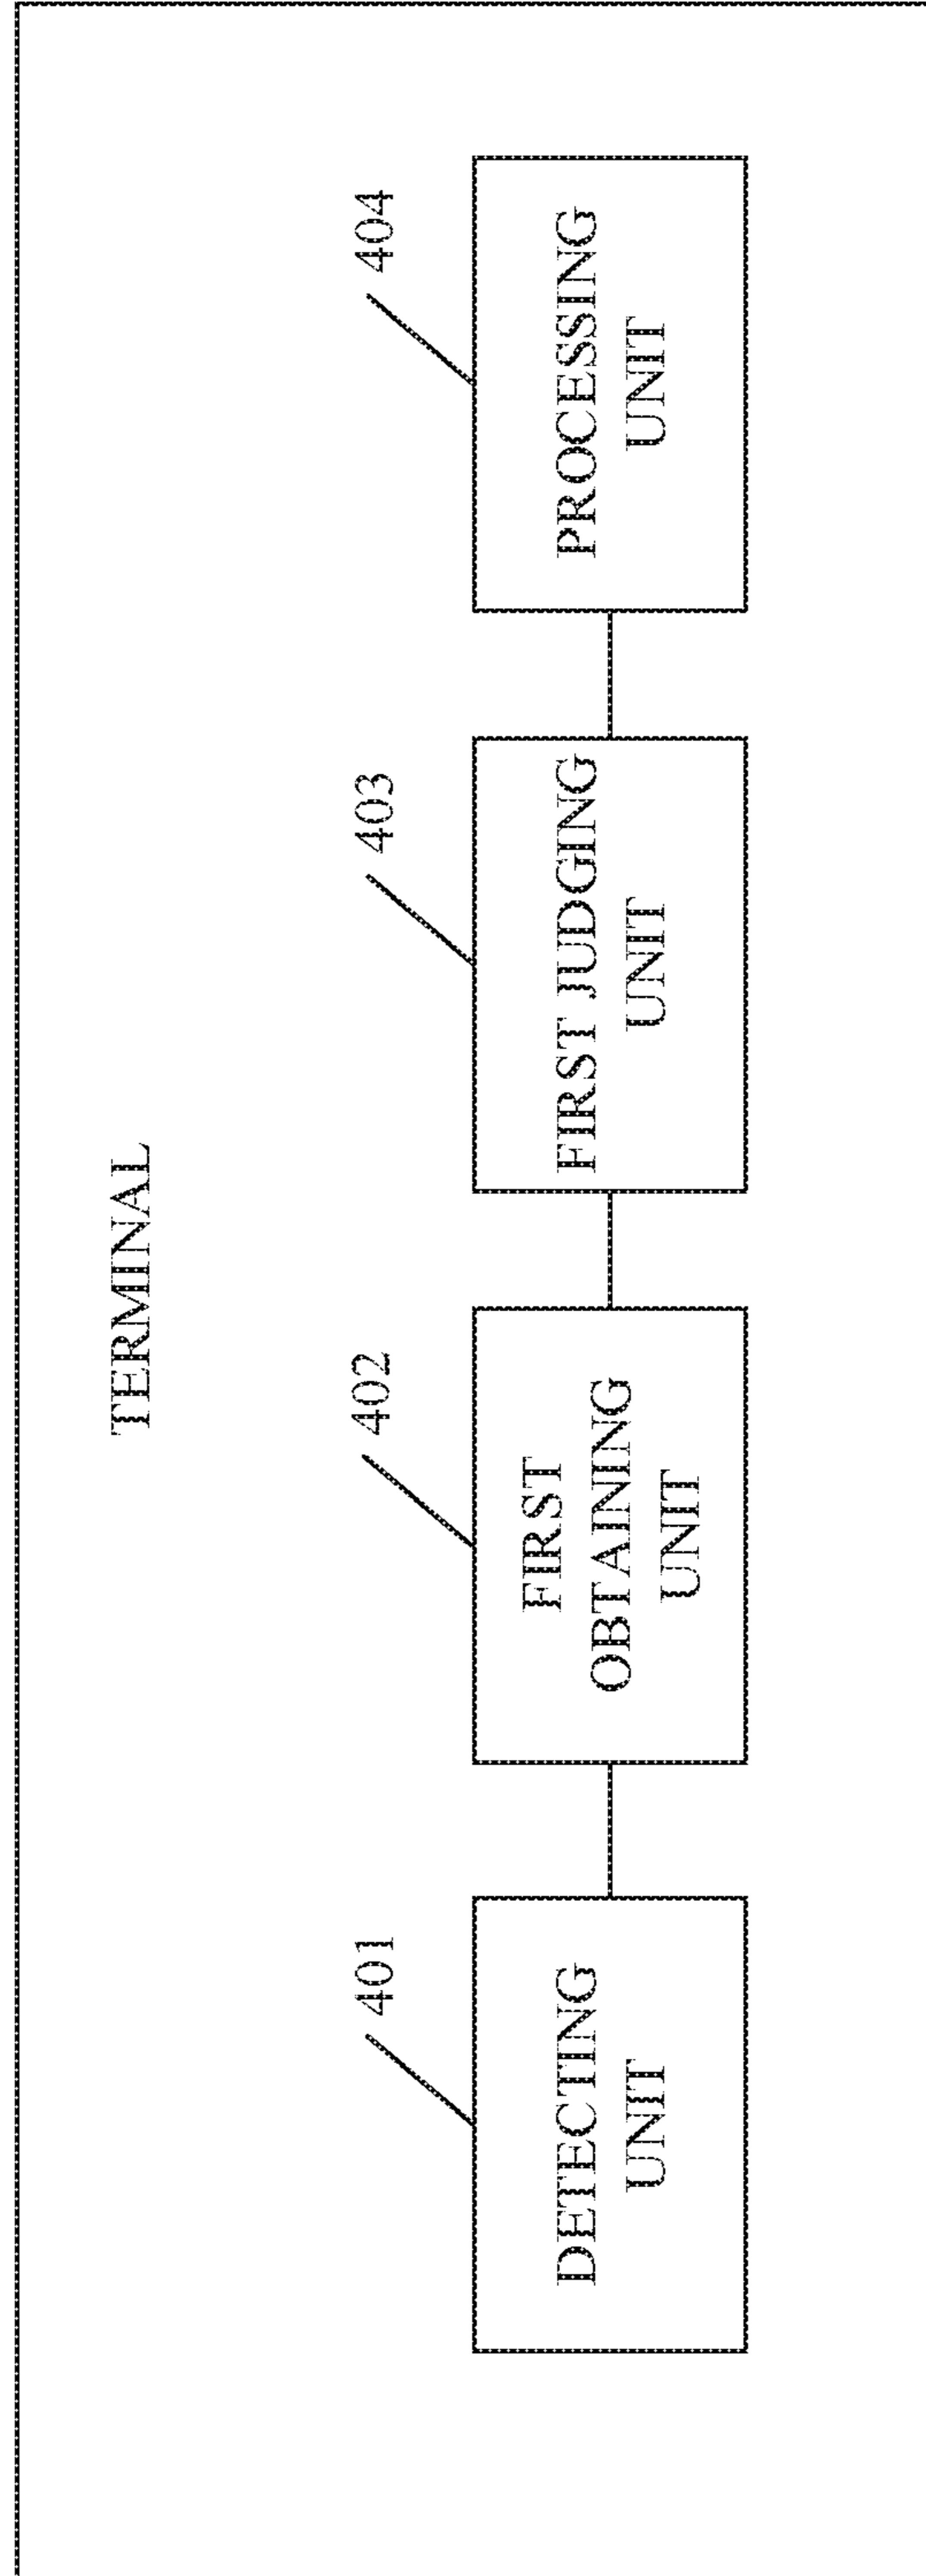 TERMINAL
401
402
403
404
DETECTING
UNIT
FIRST
OBTAINING
UNIT
FIRST JUDGING
UNIT
PROCESSING
UNIT